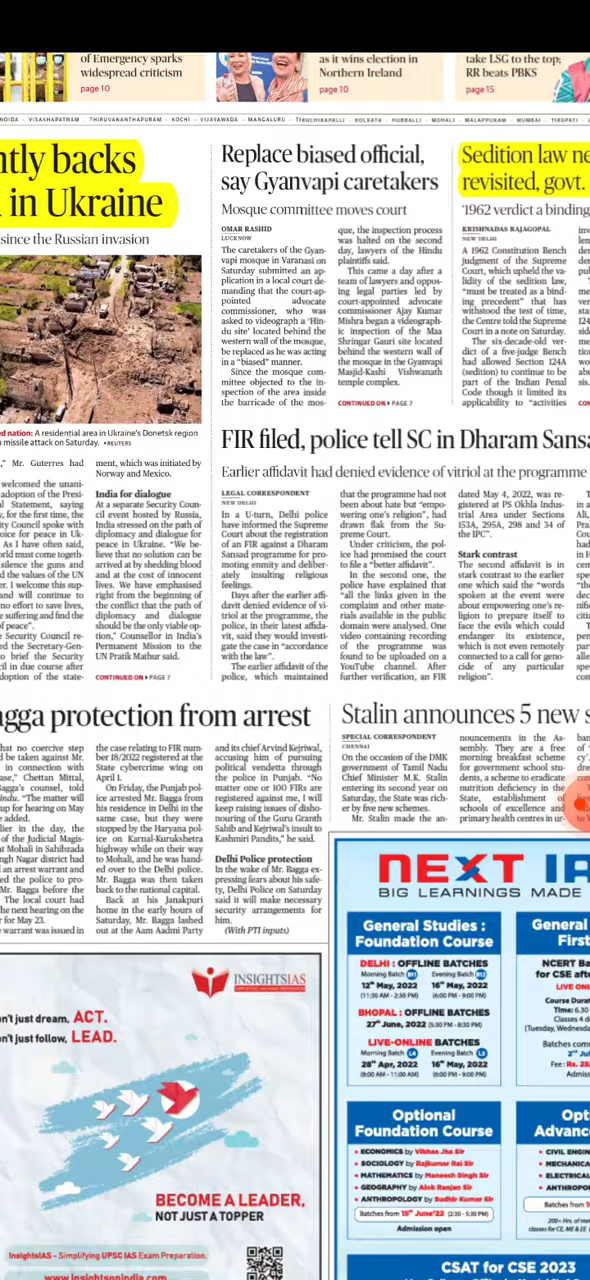 of Emergency sparks
widespread criticism
page 10
as it wins election in
Northern Ireland
page 10
take LSG to the top;
RR beats PBKS
page 15
NOIDA · VISAKHAPATNAM · THIRUVANANTHAPURAM · KOCHI · VIJAYAWADA · MANGALURU · TIRUCHIRAPALLI · KOLKATA · HUBBALLI · MOHALI · MALAPPURAM · MUMBAI · TIRUPATI
ntly backs
in Ukraine
since the Russian invasion
ed nation: A residential area in Ukraine's Donetsk region
missile attack on Saturday. • REUTERS
," Mr. Guterres had
welcomed the unani-
adoption of the Presi-
l Statement, saying
y, for the first time, the
ity Council spoke with
oice for peace in Uk-
As I have often said,
orld must come togeth-
silence the guns and
d the values of the UN
r. I welcome this sup-
and will continue to
no effort to save lives,
suffering and find the
of peace".
e Security Council re-
ed the Secretary-Gen-
o brief the Security
cil in due course after
doption of the state-
ment, which was initiated by
Norway and Mexico.
India for dialogue
At a separate Security Coun-
cil event hosted by Russia,
India stressed on the path of
diplomacy and dialogue for
peace in Ukraine. "We be-
lieve that no solution can be
arrived at by shedding blood
and at the cost of innocent
lives. We have emphasised
right from the beginning of
the conflict that the path of
diplomacy and dialogue
should be the only viable op-
tion," Counsellor in India's
Permanent Mission to the
UN Pratik Mathur said.
CONTINUED ON ▸ PAGE 7
Replace biased official,
say Gyanvapi caretakers
Mosque committee moves court
OMAR RASHID
LUCKNOW
The caretakers of the Gyan-
vapi mosque in Varanasi on
Saturday submitted an ap-
plication in a local court de-
manding that the court-ap-
pointed advocate
commissioner, who was
asked to videograph a 'Hin-
du site' located behind the
western wall of the mosque,
be replaced as he was acting
in a "biased" manner.
Since the mosque com-
mittee objected to the in-
spection of the area inside
the barricade of the mos-
que, the inspection process
was halted on the second
day, lawyers of the Hindu
plaintiffs said.
This came a day after a
team of lawyers and oppos-
ing legal parties led by
court-appointed advocate
commissioner Ajay Kumar
Mishra began a videograph-
ic inspection of the Maa
Shringar Gauri site located
behind the western wall of
the mosque in the Gyanvapi
Masjid-Kashi Vishwanath
temple complex.
CONTINUED ON ▸ PAGE 7
Sedition law ne
revisited, govt.
'1962 verdict a binding
KRISHNADAS RAJAGOPAL
NEW DELHI
A 1962 Constitution Bench
judgment of the Supreme
Court, which upheld the va-
lidity of the sedition law,
"must be treated as a bind-
ing precedent" that has
withstood the test of time,
the Centre told the Supreme
Court in a note on Saturday.
The six-decade-old ver-
dict of a five-judge Bench
had allowed Section 124A
(sedition) to continue to be
part of the Indian Penal
Code though it limited its
applicability to "activities
FIR filed, police tell SC in Dharam Sansa
Earlier affidavit had denied evidence of vitriol at the programme
LEGAL CORRESPONDENT
NEW DELHI
In a U-turn, Delhi police
have informed the Supreme
Court about the registration
of an FIR against a Dharam
Sansad programme for pro-
moting enmity and deliber-
ately insulting religious
feelings.
Days after the earlier affi-
davit denied evidence of vi-
triol at the programme, the
police, in their latest affida-
vit, said they would investi-
gate the case in "accordance
with the law".
The earlier affidavit of the
police, which maintained
that the programme had not
been about hate but "empo-
wering one's religion", had
drawn flak from the Su-
preme Court.
Under criticism, the pol-
ice had promised the court
to file a "better affidavit".
In the second one, the
police have explained that
"all the links given in the
complaint and other mate-
rials available in the public
domain were analysed. One
video containing recording
of the programme was
found to be uploaded on a
YouTube channel. After
further verification, an FIR
dated May 4, 2022, was re-
gistered at PS Okhla Indus-
trial Area under Sections
153A, 295A, 298 and 34 of
the IPC".
Stark contrast
The second affidavit is in
stark contrast to the earlier
one which said the "words
spoken at the event were
about empowering one's re-
ligion to prepare itself to
face the evils which could
endanger its existence,
which is not even remotely
connected to a call for geno-
cide of any particular
religion".
agga protection from arrest
hat no coercive step
be taken against Mr.
in connection with
ase," Chettan Mittal,
Bagga's counsel, told
indu. "The matter will
up for hearing on May
e added.
lier in the day, the
of the Judicial Magis-
at Mohali in Sahibzada
ngh Nagar district had
d an arrest warrant and
ed the police to pro-
Mr. Bagga before the
The local court had
the next hearing on the
r for May 23.
e warrant was issued in
the case relating to FIR num-
ber 18/2022 registered at the
State cybercrime wing on
April 1.
On Friday, the Punjab pol-
ice arrested Mr. Bagga from
his residence in Delhi in the
same case, but they were
stopped by the Haryana pol-
ice on Karnal-Kurukshetra
highway while on their way
to Mohali, and he was hand-
ed over to the Delhi police.
Mr. Bagga was then taken
back to the national capital.
Back at his Janakpuri
home in the early hours of
Saturday, Mr. Bagga lashed
out at the Aam Aadmi Party
and its chief Arvind Kejriwal,
accusing him of pursuing
political vendetta through
the police in Punjab. "No
matter one or 100 FIRs are
registered against me, I will
keep raising issues of disho-
nouring of the Guru Granth
Sahib and Kejriwal's insult to
Kashmiri Pandits," he said.
Delhi Police protection
In the wake of Mr. Bagga ex-
pressing fears about his safe-
ty, Delhi Police on Saturday
said it will make necessary
security arrangements for
him.
(With PTI inputs)
Stalin announces 5 new s
SPECIAL CORRESPONDENT
CHENNAI
On the occasion of the DMK
government of Tamil Nadu
Chief Minister M.K. Stalin
entering its second year on
Saturday, the State was rich-
er by five new schemes.
Mr. Stalin made the an-
nouncements in the As-
sembly. They are a free
morning breakfast scheme
for government school stu-
dents, a scheme to eradicate
nutrition deficiency in the
State, establishment of
schools of excellence and
primary health centres in ur-
INSIGHTSIAS
n't just dream, ACT.
n't just follow, LEAD.
BECOME A LEADER,
NOT JUST A TOPPER
InsightsIAS - Simplifying UPSC IAS Exam Preparation.
www.insightsonindia.com
NEXT IA
BIG LEARNINGS MADE
General Studies :
Foundation Course
DELHI : OFFLINE BATCHES
Morning Batch B11 Evening Batch B12
12th May, 2022 16th May, 2022
(11:30 AM - 2:30 PM) (6:00 PM - 9:00 PM)
BHOPAL : OFFLINE BATCHES
27th June, 2022 (5:30 PM - 8:30 PM)
LIVE-ONLINE BATCHES
Morning Batch L4 Evening Batch L5
28th Apr, 2022 16th May, 2022
(8:00 AM - 11:00 AM) (6:00 PM - 9:00 PM)
General
First
NCERT Ba
for CSE afte
LIVE ONL
Course Durat
Time: 6.30
Classes 4 d
(Tuesday, Wednesda
Batches comm
2nd Jul
Fee : Rs. 25,
Admiss
Optional
Foundation Course
• ECONOMICS by Vibhas Jha Sir
• SOCIOLOGY by Rajkumar Rai Sir
• MATHEMATICS by Maneesh Singh Sir
• GEOGRAPHY by Alok Ranjan Sir
• ANTHROPOLOGY by Sudhir Kumar Sir
Batches from 15th June'22 (2:30 - 5:30 PM)
Admission open
Opti
Advance
• CIVIL ENGIN
• MECHANICA
• ELECTRICAL
• ANTHROPOL
Batches from 1
200+ Hrs. of me
classes for CE, ME & EE
CSAT for CSE 2023